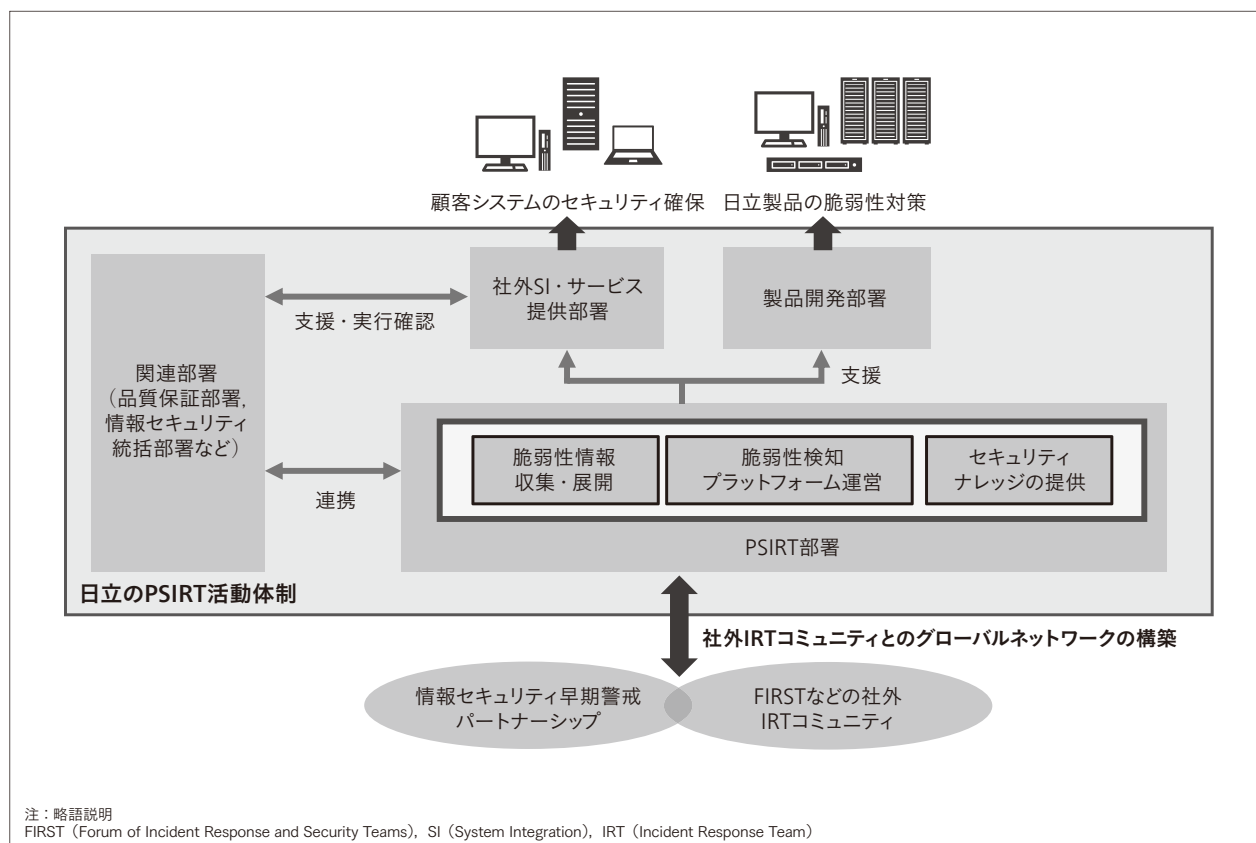 顧客システムのセキュリティ確保
日立製品の脆弱性対策
社外SI・サービス
提供部署
製品開発部署
支援・実行確認
関連部署
（品質保証部署,
情報セキュリティ
統括部署など）
支援
連携
脆弱性情報
収集・展開
脆弱性検知
プラットフォーム運営
セキュリティ
ナレッジの提供
PSIRT部署
日立のPSIRT活動体制
社外IRTコミュニティとのグローバルネットワークの構築
情報セキュリティ早期警戒
パートナーシップ
FIRSTなどの社外
IRTコミュニティ
注：略語説明
FIRST（Forum of Incident Response and Security Teams），SI（System Integration），IRT（Incident Response Team）